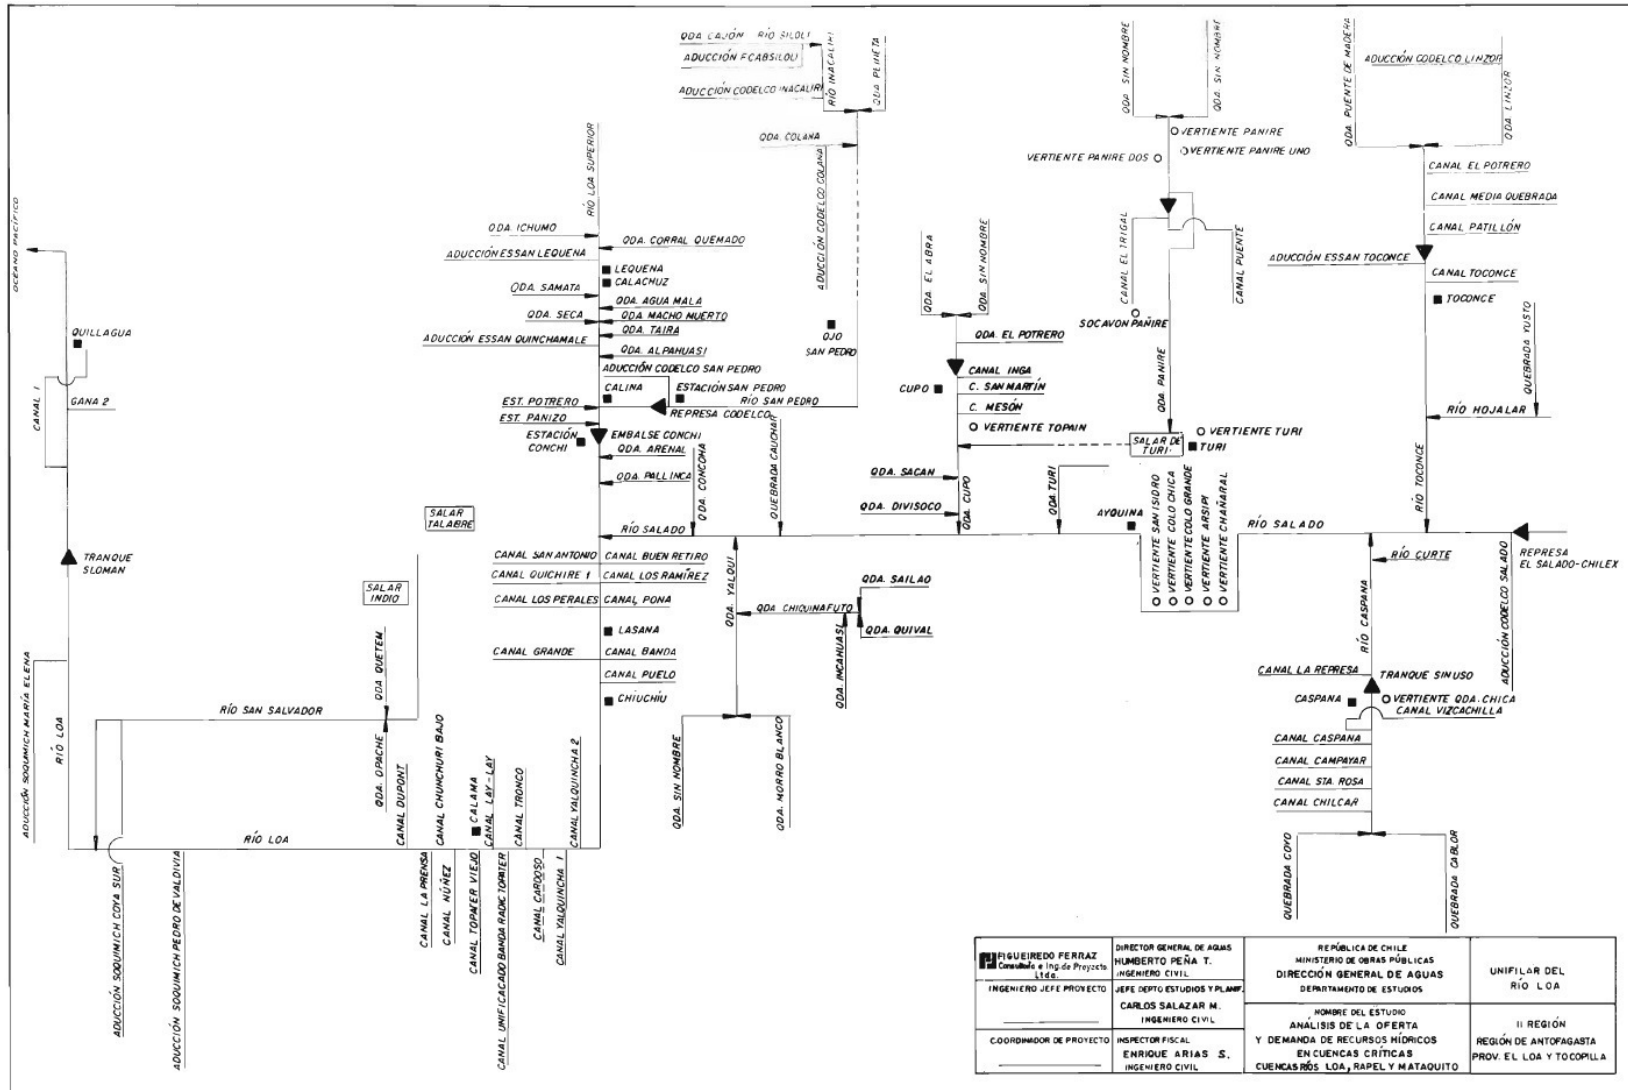 OCÉANO PACÍFICO
QUILLAGUA
CANAL 1
GANA 2
TRANQUE
SLOMAN
ADUCCIÓN SOQUIMICH MARÍA ELENA
RÍO LOA
RÍO SAN SALVADOR
SALAR
TALABRE
SALAR
INDIO
QDA QUETEM
QDA. OPACHE
CANAL DUPONT
RÍO LOA
ADUCCIÓN SOQUIMICH COYA SUR
ADUCCIÓN SOQUIMICH PEDRO DE VALDIVIA
CANAL LA PRENSA
CANAL CHUNCHURI BAJO
CANAL NÚÑEZ
CALAMA
CANAL TOPATER VIEJO
CANAL LAY-LAY
CANAL UNIFICACADO BANDA RADIC TOPATER
CANAL TRONCO
CANAL CARDOSO
CANAL YALQUINCHA 1
CANAL YALQUINCHA 2
RÍO LOA SUPERIOR
QDA. ICHUMO
QDA. CORRAL QUEMADO
ADUCCIÓN ESSAN LEQUENA
LEQUENA
CALACHUZ
QDA. SAMATA
QDA. AGUA MALA
QDA. SECA
QDA. MACHO MUERTO
QDA. TAIRA
ADUCCIÓN ESSAN QUINCHAMALE
QDA. ALPAHUASI
ADUCCIÓN CODELCO SAN PEDRO
CALINA
ESTACIÓN SAN PEDRO
EST. POTRERO
RÍO SAN PEDRO
REPRESA CODELCO
EST. PANIZO
ESTACIÓN
CONCHI
EMBALSE CONCHI
QDA. ARENAL
QDA. PALLINCA
QDA. CONCOHA
QUEBRADA CAUCHAR
RÍO SALADO
CANAL SAN ANTONIO
CANAL BUEN RETIRO
CANAL QUICHIRE 1
CANAL LOS RAMÍREZ
CANAL LOS PERALES
CANAL PONA
LASANA
CANAL GRANDE
CANAL BANDA
CANAL PUELO
CHIUCHÍU
QDA CAJÓN
RÍO SILOLI
ADUCCIÓN FCABSILOLI
ADUCCIÓN CODELCO INACALIRI
RÍO INACALIRI
QDA PLINETA
QDA. COLANA
ADUCCIÓN CODELCO COLANA
OJO
SAN PEDRO
QDA. YALQUI
QDA CHIQUINAFUTO
QDA. SAILAO
QDA. QUIVAL
QDA. INCAHUASI
QDA. SIN NOMBRE
QDA. MORRO BLANCO
QDA. EL ABRA
QDA. SIN NOMBRE
QDA. EL POTRERO
CANAL INGA
CUPO
C. SAN MARTÍN
C. MESÓN
VERTIENTE TOPAIN
QDA. SACAN
QDA. DIVISOCO
QDA. CUPO
QDA. TURI
QDA SIN NOMBRE
QDA. SIN NOMBRE
VERTIENTE PANIRE
VERTIENTE PANIRE DOS
VERTIENTE PANIRE UNO
CANAL EL TRIGAL
CANAL PUENTE
SOCAVON PAÑIRE
QDA. PANIRE
SALAR DE
TURI.
VERTIENTE TURI
TURI
AYQUINA
VERTIENTE SAN ISIDRO
VERTIENTE COLO CHICA
VERTIENTE COLO GRANDE
VERTIENTE ARSIPI
VERTIENTE CHAÑARAL
RÍO SALADO
QDA PUENTE DE MADERA
ADUCCIÓN CODELCO LINZOR
QDA. LINZOR
CANAL EL POTRERO
CANAL MEDIA QUEBRADA
CANAL PATILLÓN
ADUCCIÓN ESSAN TOCONCE
CANAL TOCONCE
TOCONCE
QUEBRADA YUSTO
RÍO HOJALAR
RÍO TOCONCE
REPRESA
EL SALADO-CHILEX
RÍO CURTE
ADUCCIÓN CODELCO SALADO
RÍO CASPANA
CANAL LA REPRESA
TRANQUE SIN USO
CASPANA
VERTIENTE QDA. CHICA
CANAL VIZCACHILLA
CANAL CASPANA
CANAL CAMPAYAR
CANAL STA. ROSA
CANAL CHILCAR
QUEBRADA COYO
QUEBRADA CABLOR
FIGUEIREDO FERRAZ
Consultoría e Ing. de Proyecto
Ltda.
INGENIERO JEFE PROYECTO
COORDINADOR DE PROYECTO
DIRECTOR GENERAL DE AGUAS
HUMBERTO PEÑA T.
INGENIERO CIVIL
JEFE DEPTO ESTUDIOS Y PLANIF.
CARLOS SALAZAR M.
INGENIERO CIVIL
INSPECTOR FISCAL
ENRIQUE ARIAS S.
INGENIERO CIVIL
REPÚBLICA DE CHILE
MINISTERIO DE OBRAS PÚBLICAS
DIRECCIÓN GENERAL DE AGUAS
DEPARTAMENTO DE ESTUDIOS
NOMBRE DEL ESTUDIO
ANÁLISIS DE LA OFERTA
Y DEMANDA DE RECURSOS HÍDRICOS
EN CUENCAS CRÍTICAS
CUENCAS RÍOS LOA, RAPEL Y MATAQUITO
UNIFILAR DEL
RÍO LOA
II REGIÓN
REGIÓN DE ANTOFAGASTA
PROV. EL LOA Y TOCOPILLA